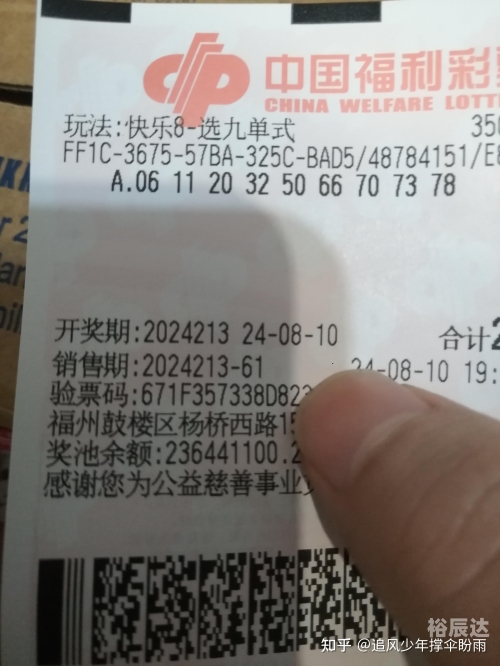 中国福利彩
CHINA WELFARE LOTT
玩法:快乐8-选九单式 350
FF1C-3675-57BA-325C-BAD5/48784151/E8
A.06 11 20 32 50 66 70 73 78
开奖期:2024213 24-08-10 合计2
销售期:2024213-61 24-08-10 19:
验票码:671F357338D823
福州鼓楼区杨桥西路15
奖池余额:236441100.2
感谢您为公益慈善事业
裕辰达
知乎 @追风少年撑伞盼雨